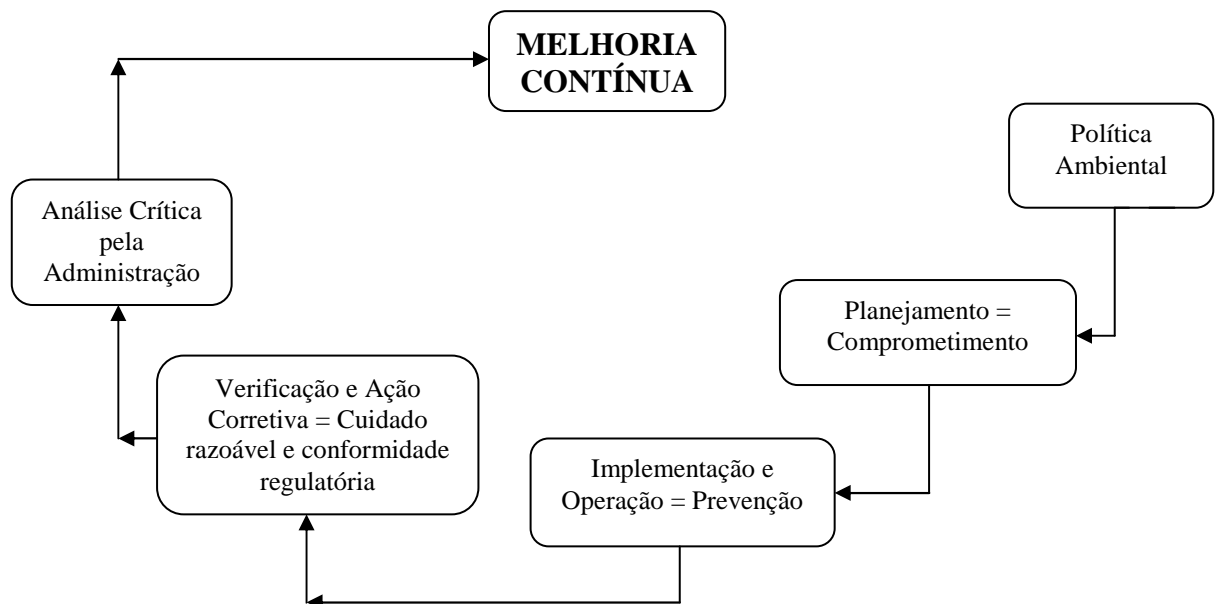 MELHORIA
CONTÍNUA
Política
Ambiental
Análise Crítica
pela
Administração
Planejamento =
Comprometimento
Verificação e Ação
Corretiva = Cuidado
razoável e conformidade
regulatória
Implementação e
Operação = Prevenção